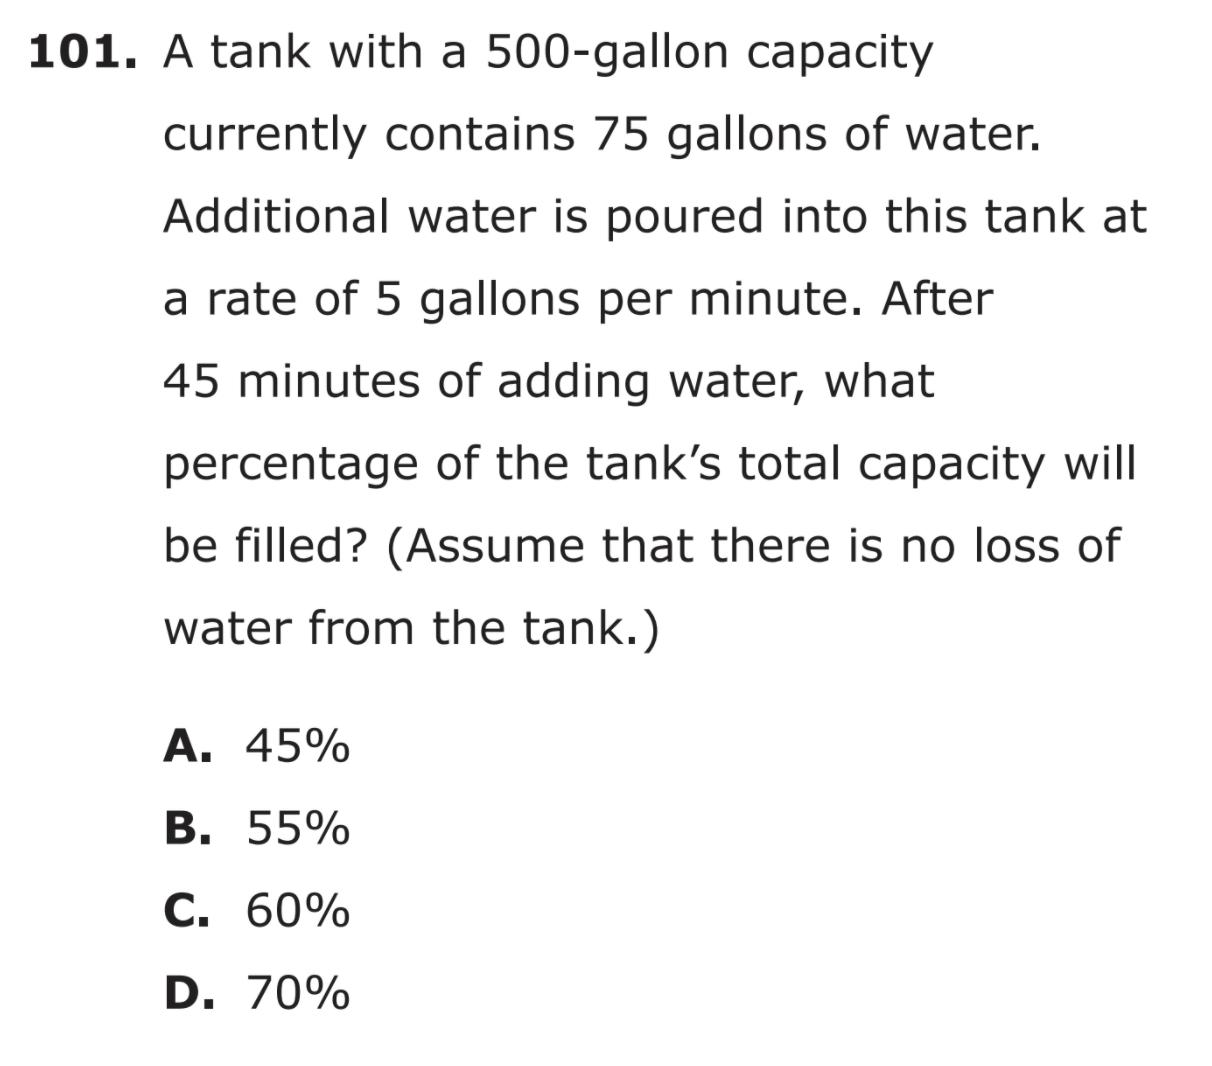 101. A tank with a 500-gallon capacity
currently contains 75 gallons of water.
Additional water is poured into this tank at
a rate of 5 gallons per minute. After
45 minutes of adding water, what
percentage of the tank’s total capacity will
be filled? (Assume that there is no loss of
water from the tank.)
A. 45%
B. 55%
C. 60%
D. 70%